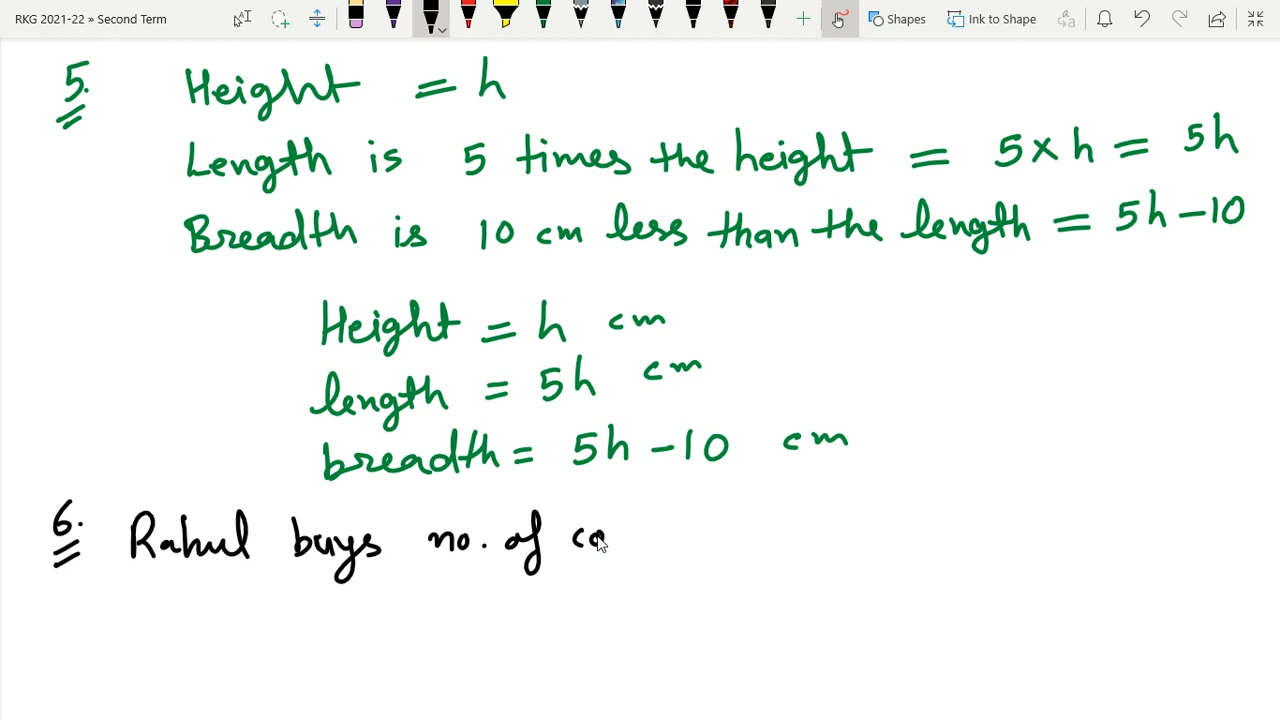 RKG 2021-22 » Second Term
Shapes
Ink to Shape
5. Height = h
Length is 5 times the height = 5 x h = 5h
Breadth is 10 cm less than the length = 5h - 10
Height = h cm
length = 5h cm
breadth = 5h - 10 cm
6. Rahul buys no. of co